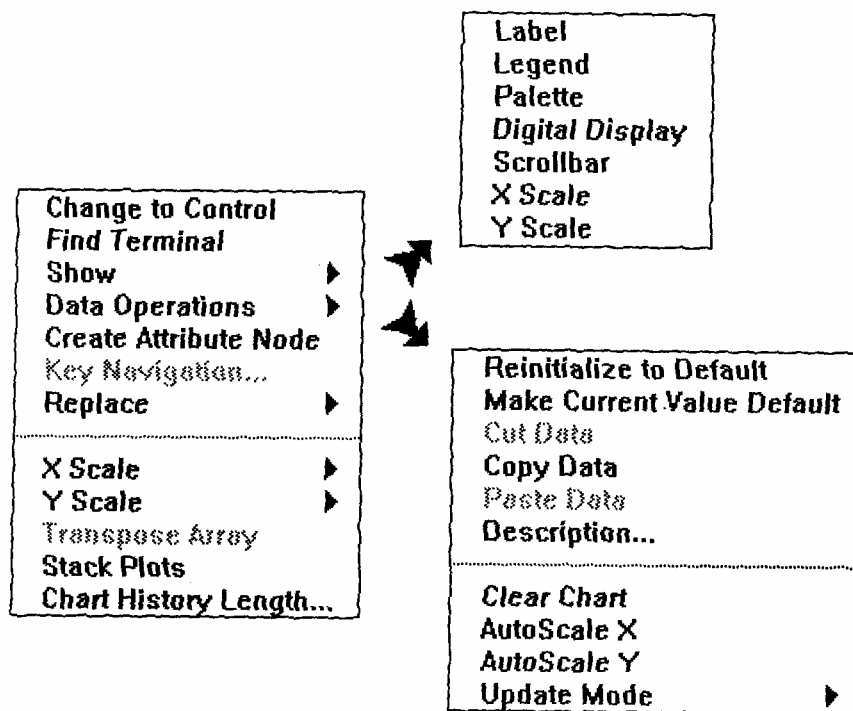 Label
Legend
Palette
Digital Display
Scrollbar
X Scale
Y Scale
Change to Control
Find Terminal
Show
Data Operations
Create Attribute Node
Key Navigation...
Replace
X Scale
Y Scale
Transpose Array
Stack Plots
Chart History Length...
Reinitialize to Default
Make Current Value Default
Cut Data
Copy Data
Paste Data
Description...
Clear Chart
AutoScale X
AutoScale Y
Update Mode